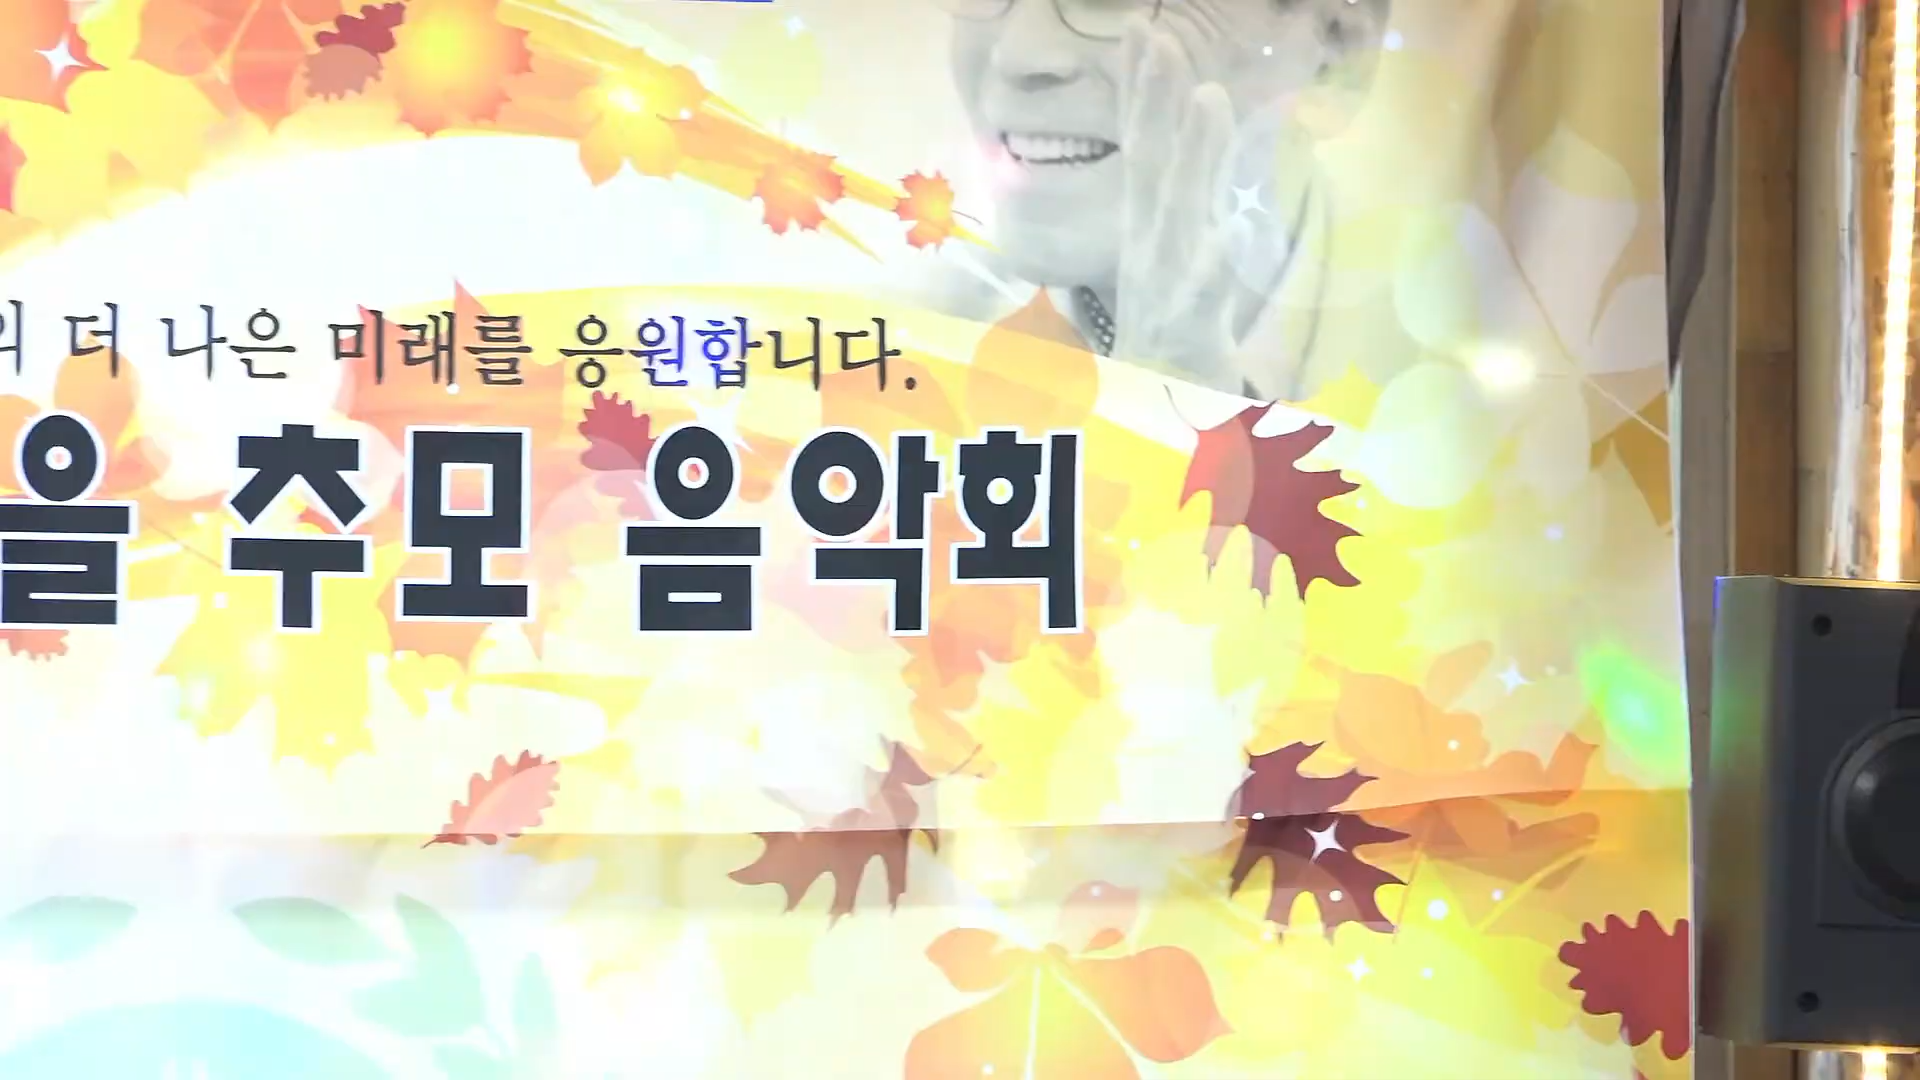 의 더 나은 미래를 응원합니다.
을 추모 음악회